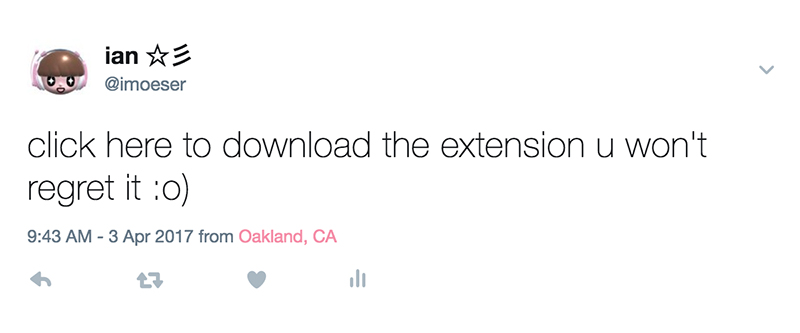 ian ☆彡
@imoeser
click here to download the extension u won't
regret it :o)
9:43 AM - 3 Apr 2017 from Oakland, CA